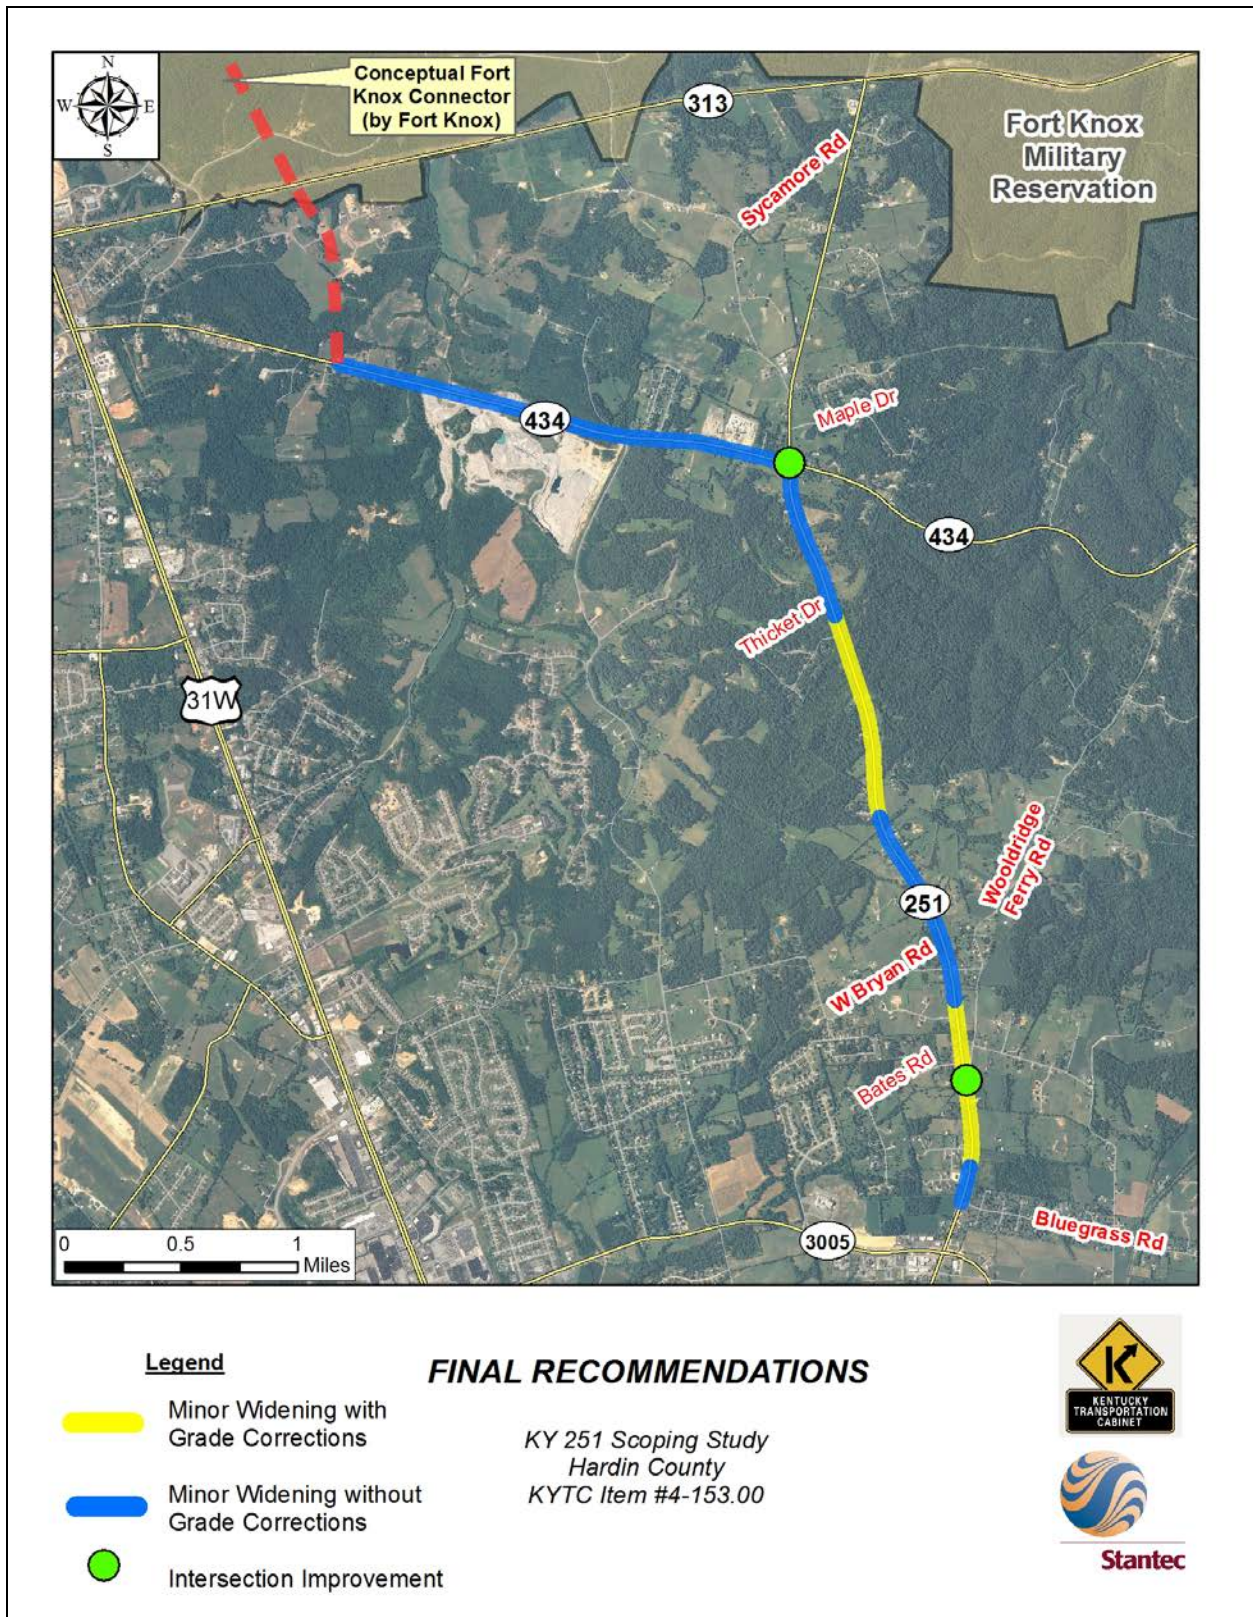 N
W
E
S
Conceptual Fort
Knox Connector
(by Fort Knox)
313
Fort Knox
Military
Reservation
Sycamore Rd
Maple Dr
434
434
Thicket Dr
31W
Wooldridge
Ferry Rd
251
W Bryan Rd
Bates Rd
Bluegrass Rd
3005
0 0.5 1
Miles
Legend
Minor Widening with
Grade Corrections
Minor Widening without
Grade Corrections
Intersection Improvement
FINAL RECOMMENDATIONS
KY 251 Scoping Study
Hardin County
KYTC Item #4-153.00
KENTUCKY
TRANSPORTATION
CABINET
Stantec